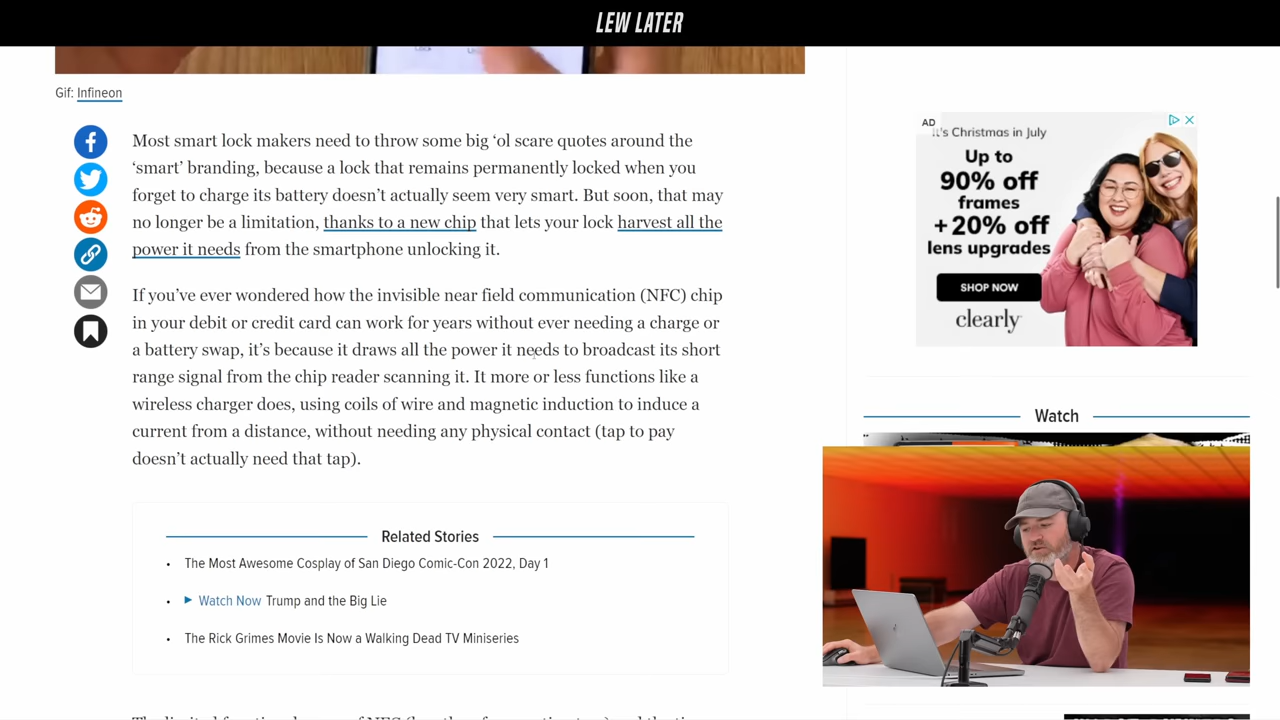 LEW LATER
Gif: Infineon
Most smart lock makers need to throw some big ‘ol scare quotes around the
‘smart’ branding, because a lock that remains permanently locked when you
forget to charge its battery doesn’t actually seem very smart. But soon, that may
no longer be a limitation, thanks to a new chip that lets your lock harvest all the
power it needs from the smartphone unlocking it.
If you’ve ever wondered how the invisible near field communication (NFC) chip
in your debit or credit card can work for years without ever needing a charge or
a battery swap, it’s because it draws all the power it needs to broadcast its short
range signal from the chip reader scanning it. It more or less functions like a
wireless charger does, using coils of wire and magnetic induction to induce a
current from a distance, without needing any physical contact (tap to pay
doesn’t actually need that tap).
Related Stories
• The Most Awesome Cosplay of San Diego Comic-Con 2022, Day 1
• Watch Now Trump and the Big Lie
• The Rick Grimes Movie Is Now a Walking Dead TV Miniseries
AD
It's Christmas in July
Up to
90% off
frames
+20% off
lens upgrades
SHOP NOW
clearly
Watch